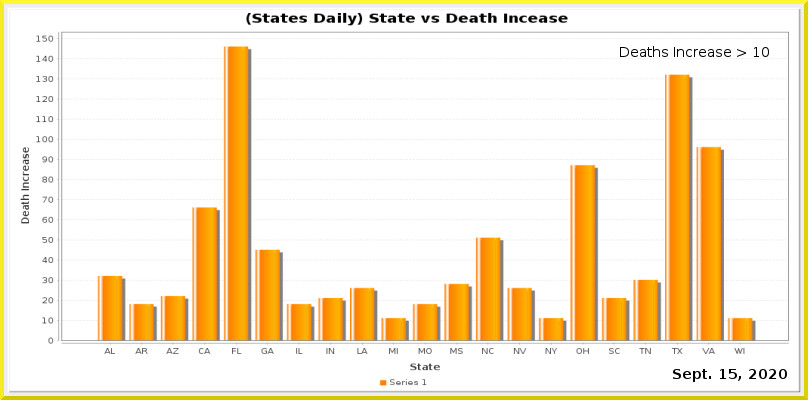 (States Daily) State vs Death Incease
Deaths Increase > 10
Death Increase
150
140
130
120
110
100
90
80
70
60
50
40
30
20
10
0
AL AR AZ CA FL GA IL IN LA MI MO MS NC NV NY OH SC TN TX VA WI
State
Series 1
Sept. 15, 2020